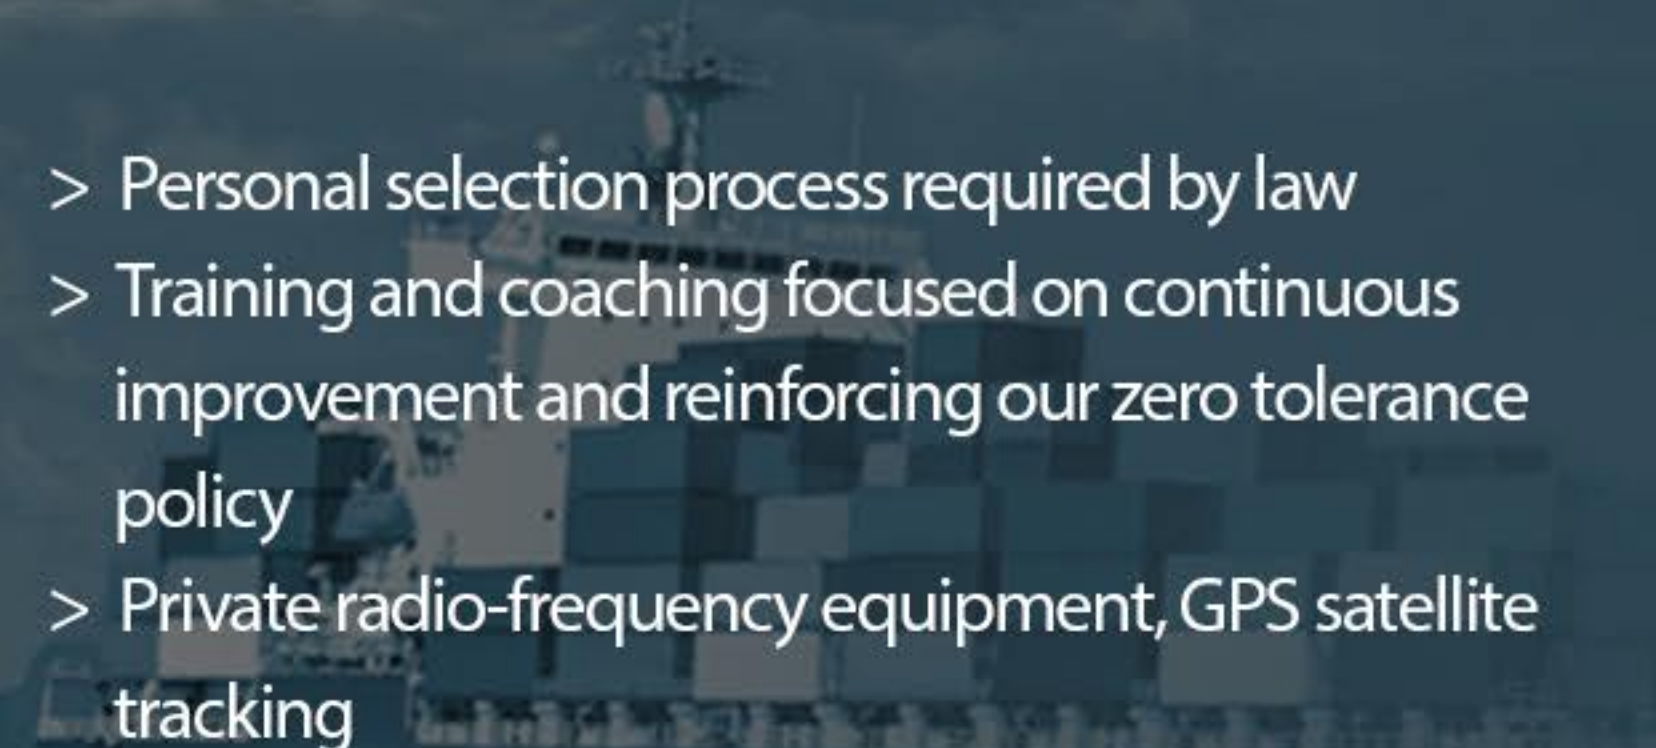 > Personal selection process required by law
> Training and coaching focused on continuous
improvement and reinforcing our zero tolerance
policy
> Private radio-frequency equipment, GPS satellite
tracking